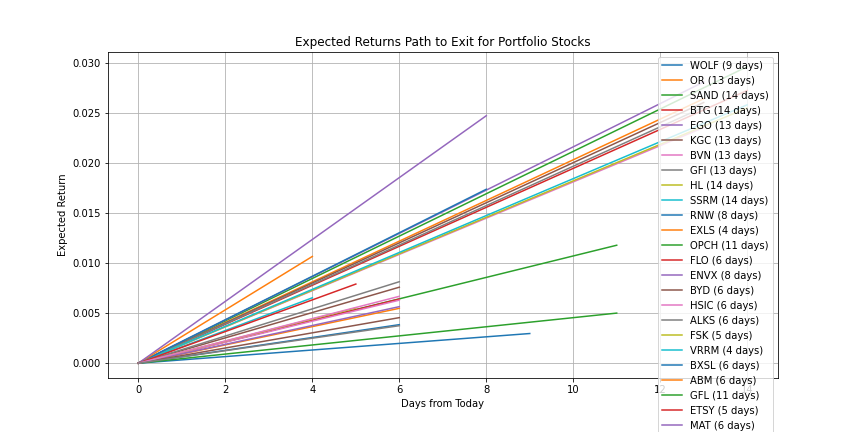 Expected Returns Path to Exit for Portfolio Stocks
Expected Return
0.030
0.025
0.020
0.015
0.010
0.005
0.000
0
2
4
6
8
10
12
14
Days from Today
WOLF (9 days)
OR (13 days)
SAND (14 days)
BTG (14 days)
EGO (13 days)
KGC (13 days)
BVN (13 days)
GFI (13 days)
HL (14 days)
SSRM (14 days)
RNW (8 days)
EXLS (4 days)
OPCH (11 days)
FLO (6 days)
ENVX (8 days)
BYD (6 days)
HSIC (6 days)
ALKS (6 days)
FSK (5 days)
VRRM (4 days)
BXSL (6 days)
ABM (6 days)
GFL (11 days)
ETSY (5 days)
MAT (6 days)